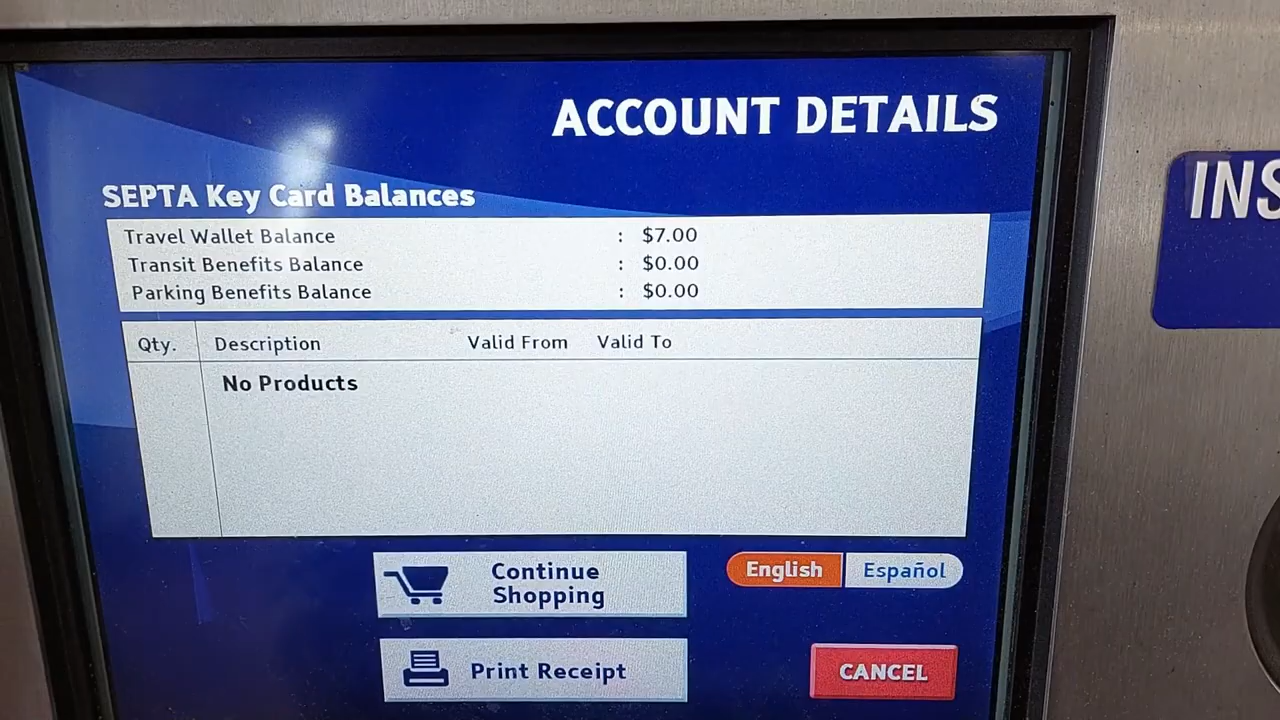 ACCOUNT DETAILS
SEPTA Key Card Balances
Travel Wallet Balance : $7.00
Transit Benefits Balance : $0.00
Parking Benefits Balance : $0.00
Qty. Description Valid From Valid To
No Products
Continue
Shopping
English Español
Print Receipt
CANCEL
INS